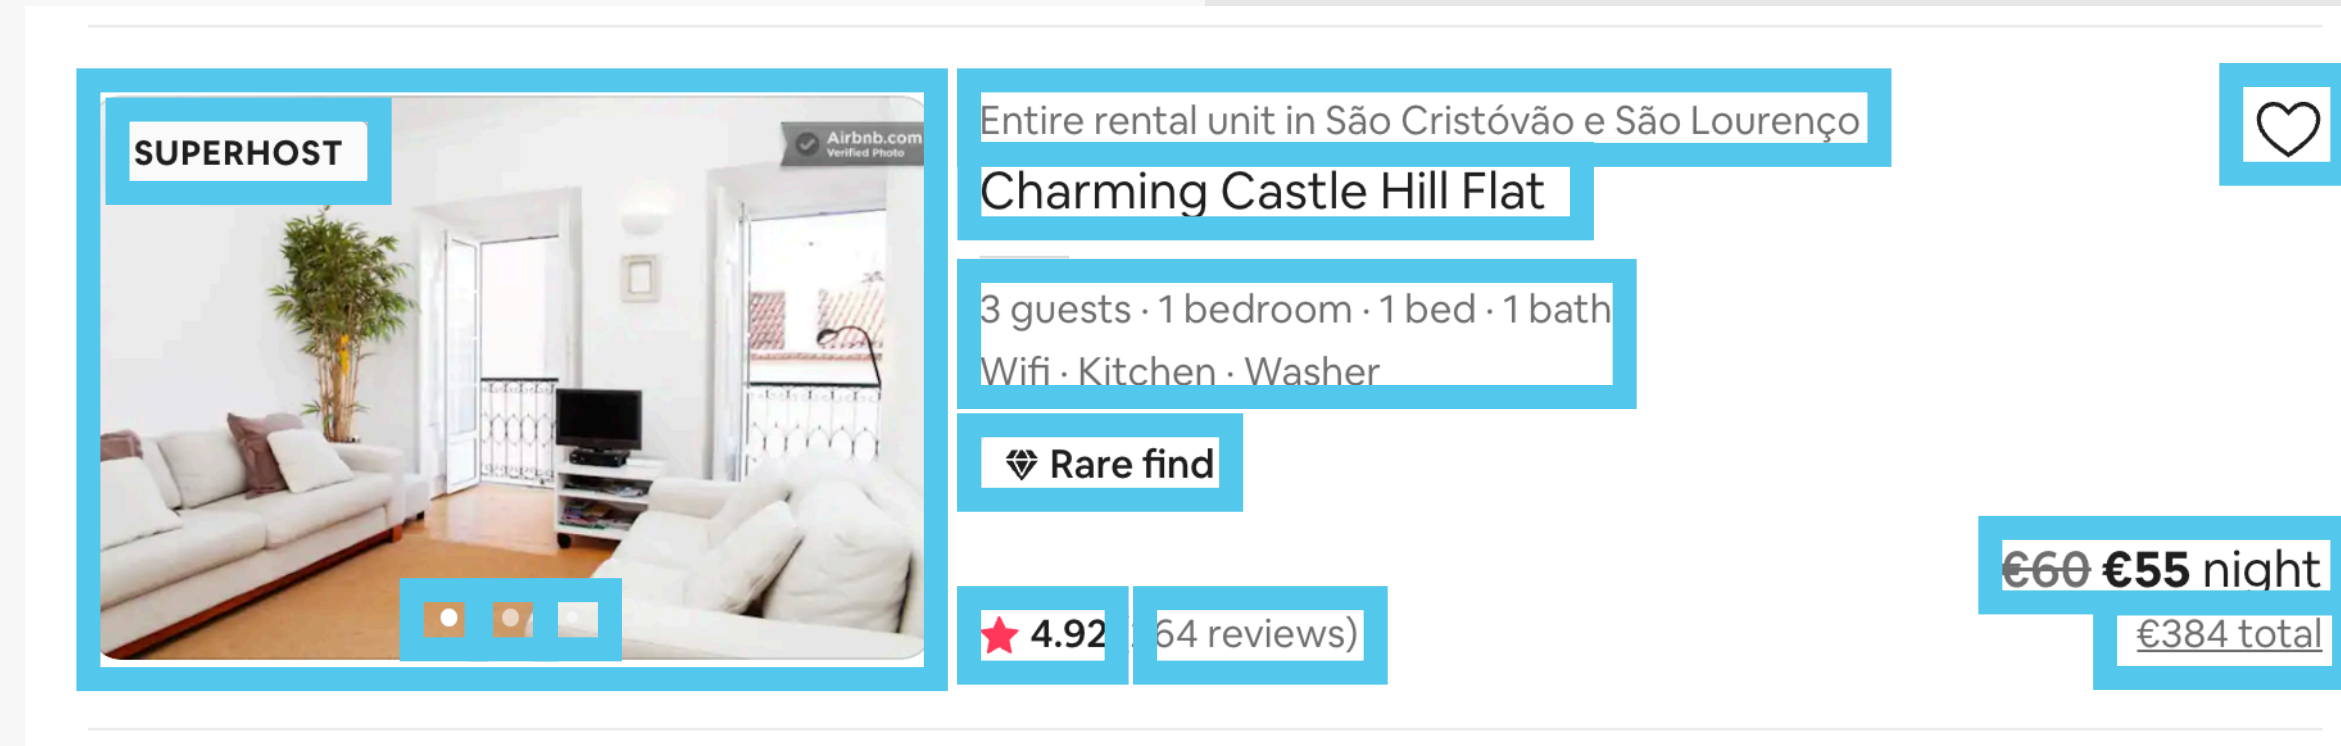 SUPERHOST
Airbnb.com
Verified Photo
Entire rental unit in São Cristóvão e São Lourenço
Charming Castle Hill Flat
3 guests · 1 bedroom · 1 bed · 1 bath
Wifi · Kitchen · Washer
Rare find
4.92
64 reviews)
€60 €55 night
€384 total